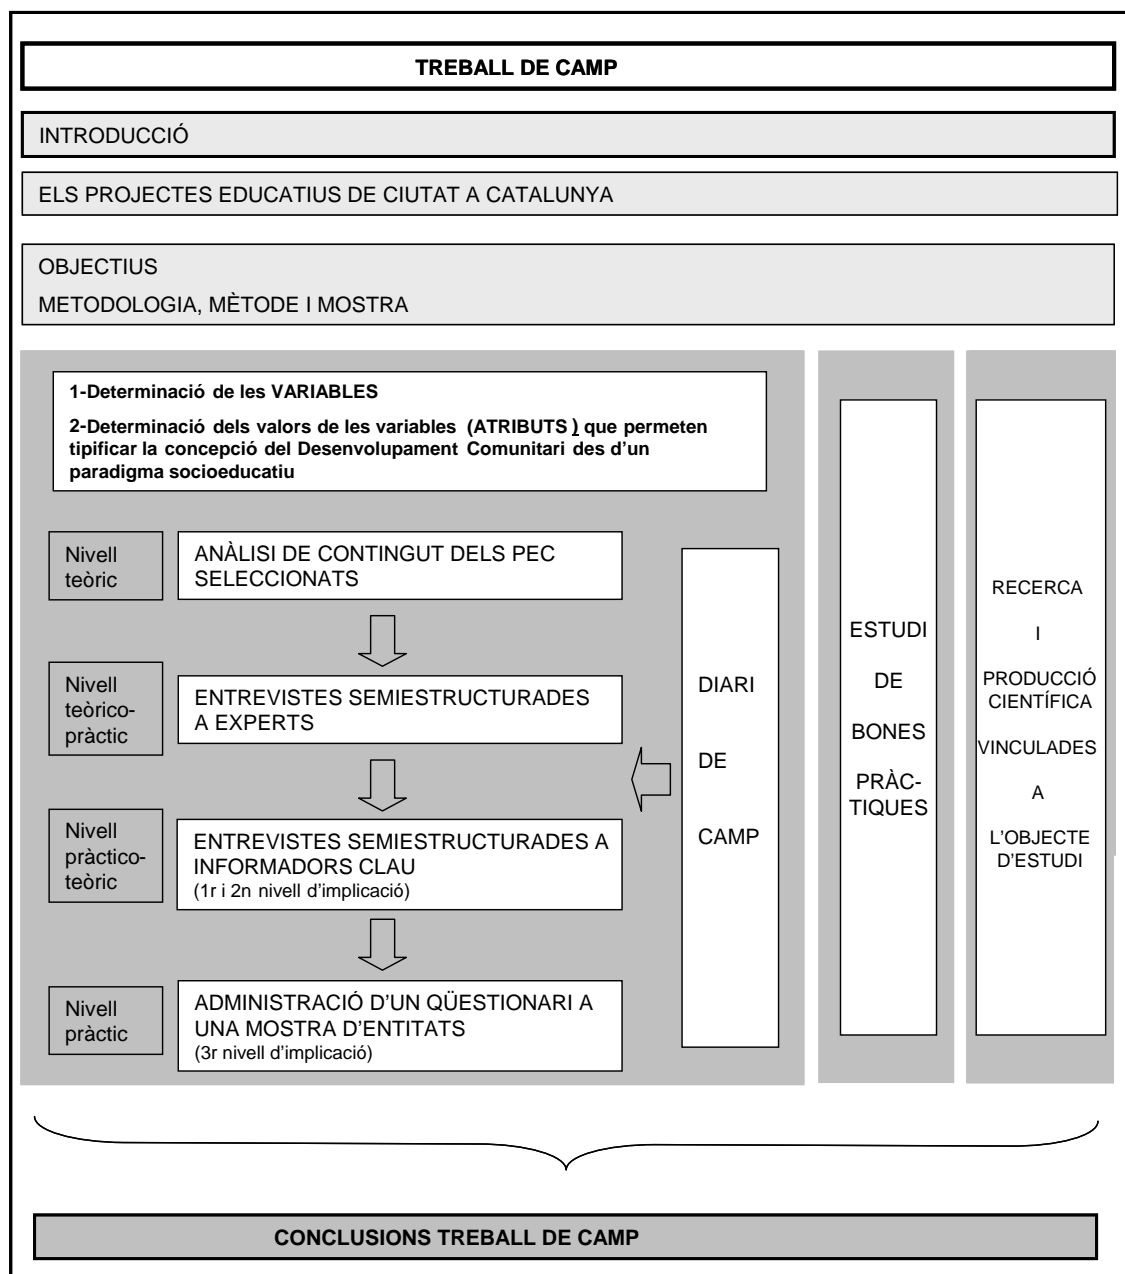 TREBALL DE CAMP
INTRODUCCIÓ
ELS PROJECTES EDUCATIUS DE CIUTAT A CATALUNYA
OBJECTIUS
METODOLOGIA, MÈTODE I MOSTRA
1-Determinació de les VARIABLES
2-Determinació dels valors de les variables (ATRIBUTS ) que permeten
tipificar la concepció del Desenvolupament Comunitari des d'un
paradigma socioeducatiu
Nivell
teòric
ANÀLISI DE CONTINGUT DELS PEC
SELECCIONATS
Nivell
teòrico-
pràctic
ENTREVISTES SEMIESTRUCTURADES
A EXPERTS
Nivell
pràctico-
teòric
ENTREVISTES SEMIESTRUCTURADES A
INFORMADORS CLAU
(1r i 2n nivell d'implicació)
Nivell
pràctic
ADMINISTRACIÓ D'UN QÜESTIONARI A
UNA MOSTRA D'ENTITATS
(3r nivell d'implicació)
DIARI
DE
CAMP
ESTUDI
DE
BONES
PRÀC-
TIQUES
RECERCA
I
PRODUCCIÓ
CIENTÍFICA
VINCULADES
A
L'OBJECTE
D'ESTUDI
CONCLUSIONS TREBALL DE CAMP